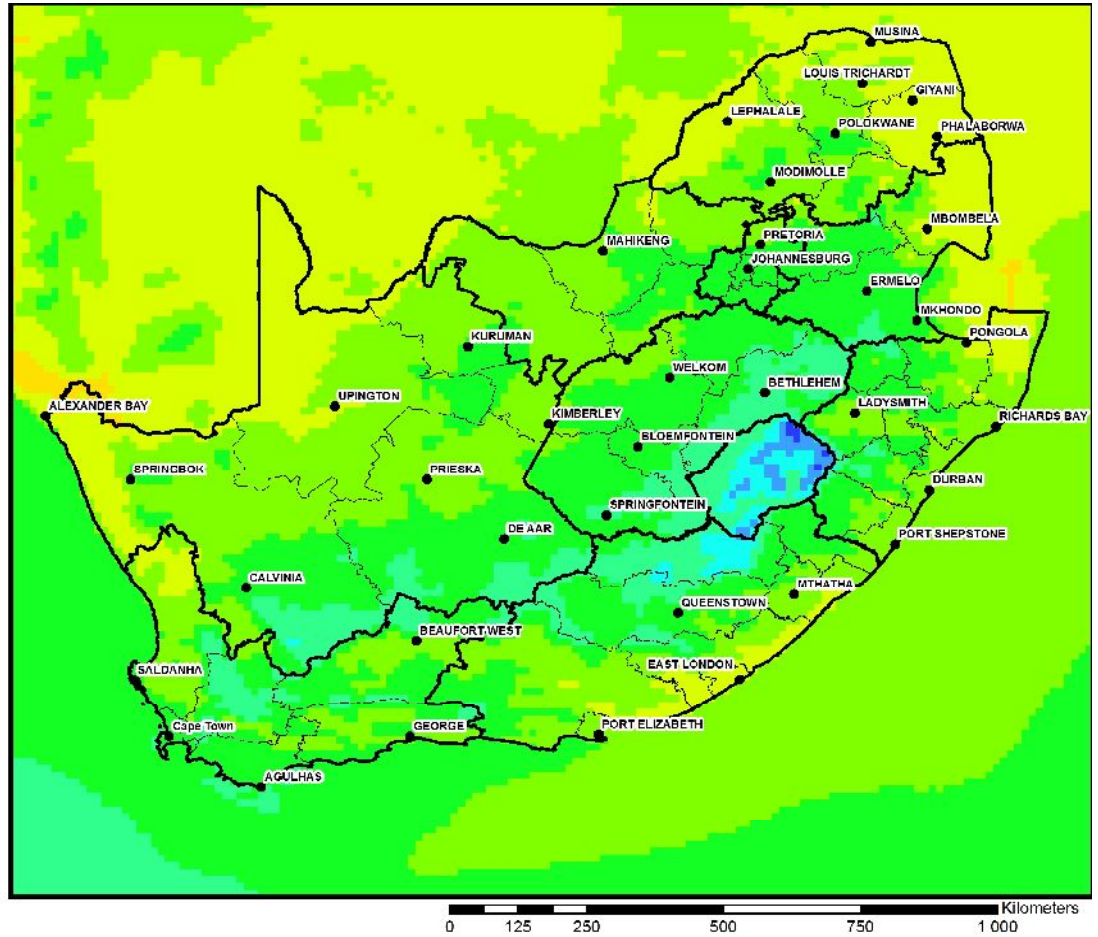 MUSINA
LOUIS TRICHARDT
GIYANI
LEPHALALE
POLOKWANE
PHALABORWA
MODIMOLLE
MBOMBELA
PRETORIA
MAHIKENG
JOHANNESBURG
ERMELO
MKHONDO
PONGOLA
KURUMAN
WELKOM
BETHLEHEM
UPINGTON
ALEXANDER BAY
KIMBERLEY
LADYSMITH
RICHARDS BAY
BLOEMFONTEIN
SPRINGBOK
PRIESKA
DURBAN
SPRINGFONTEIN
DE AAR
PORT SHEPSTONE
CALVINIA
MTHATHA
QUEENSTOWN
BEAUFORT WEST
EAST LONDON
SALDANHA
Cape Town
GEORGE
PORT ELIZABETH
AGULHAS
Kilometers
0 125 250 500 750 1 000